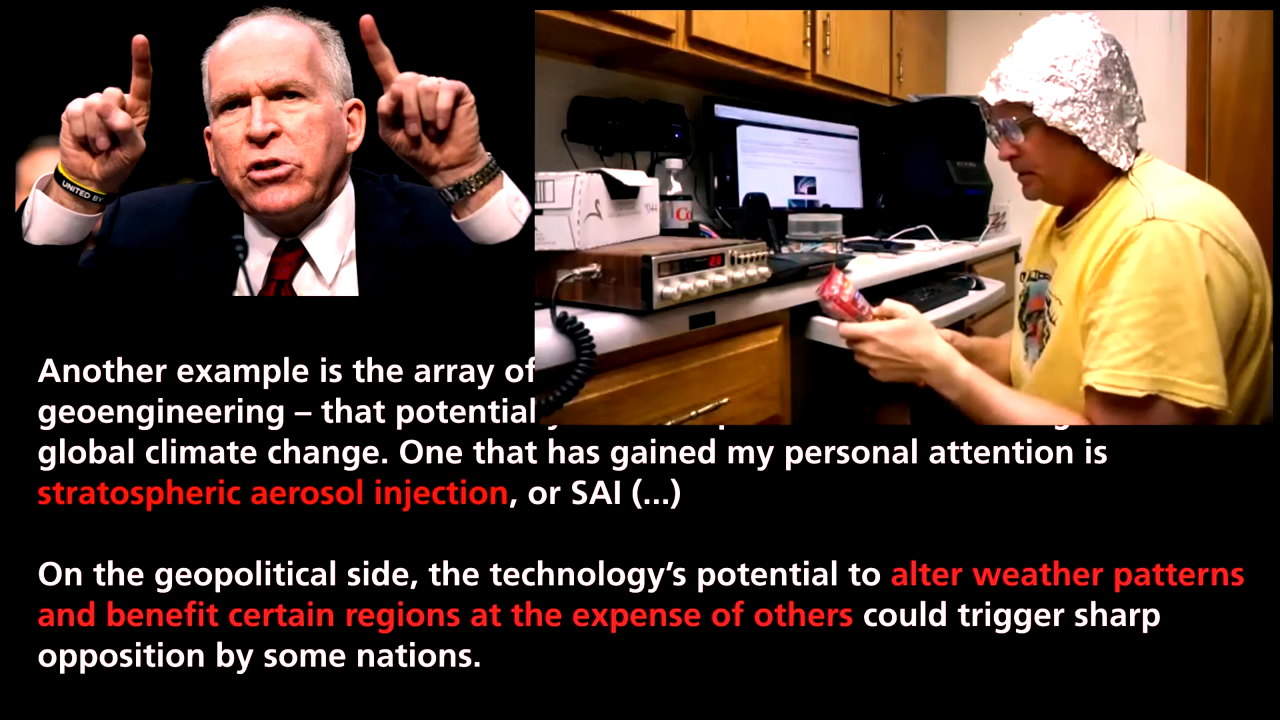 UNITED BY
Another example is the array of
geoengineering – that potential
global climate change. One that has gained my personal attention is
stratospheric aerosol injection, or SAI (...)
On the geopolitical side, the technology’s potential to alter weather patterns
and benefit certain regions at the expense of others could trigger sharp
opposition by some nations.